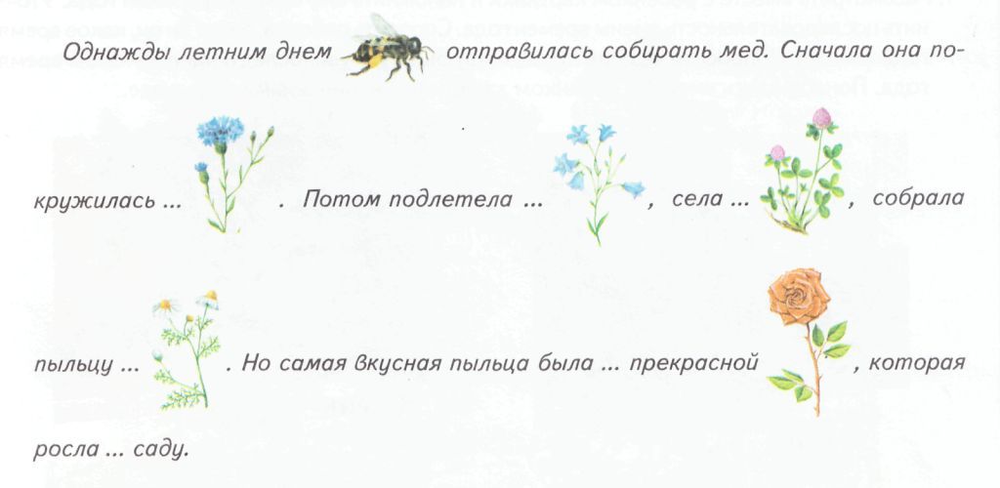 Однажды летним днем отправилась собирать мед. Сначала она по-
кружилась ... . Потом подлетела ... , села ... , собрала
пыльцу ... . Но самая вкусная пыльца была ... прекрасной , которая
росла ... саду.